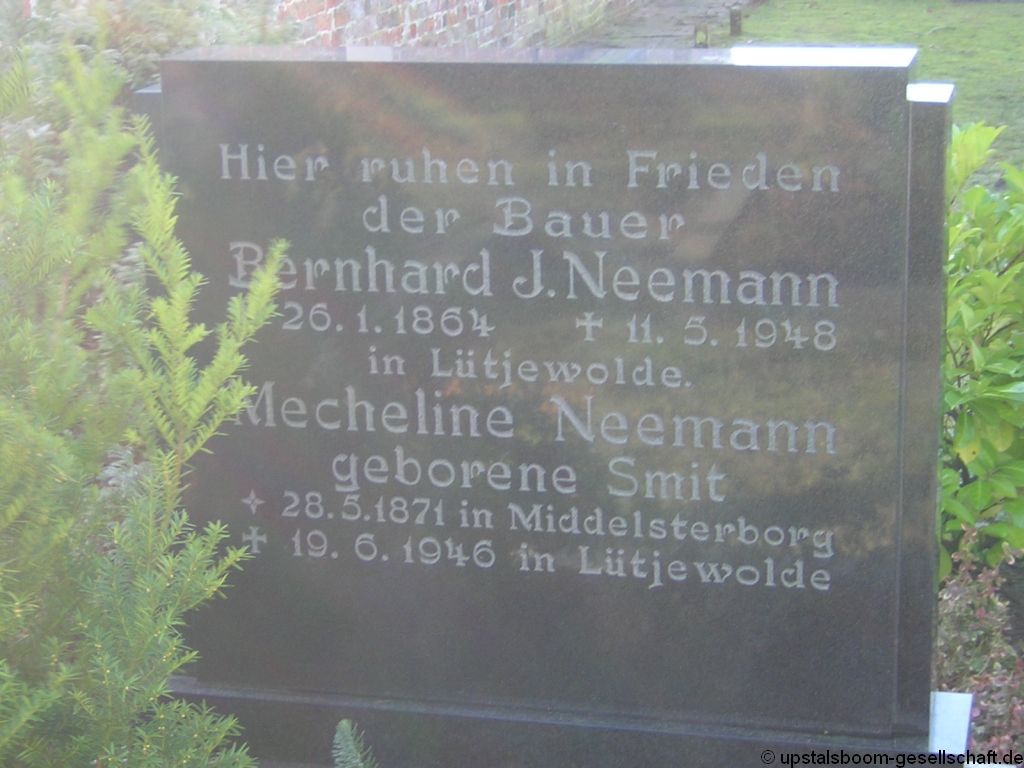 Hier ruhen in Frieden
der Bauer
Bernhard J. Neemann
26. 1. 1864 ✝ 11. 5. 1948
in Lütjewolde.
Mecheline Neemann
geborene Smit
✧ 28. 5. 1871 in Middelsterborg
✝ 19. 6. 1946 in Lütjewolde
© upstalsboom-gesellschaft.de